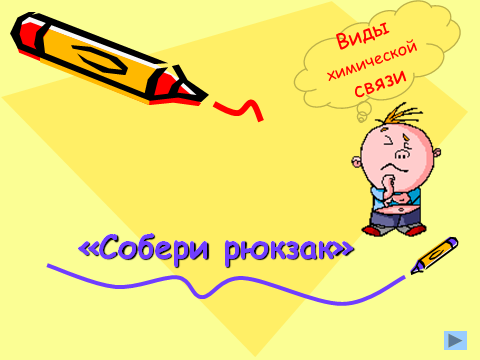 Виды
химической
связи
«Собери рюкзак»